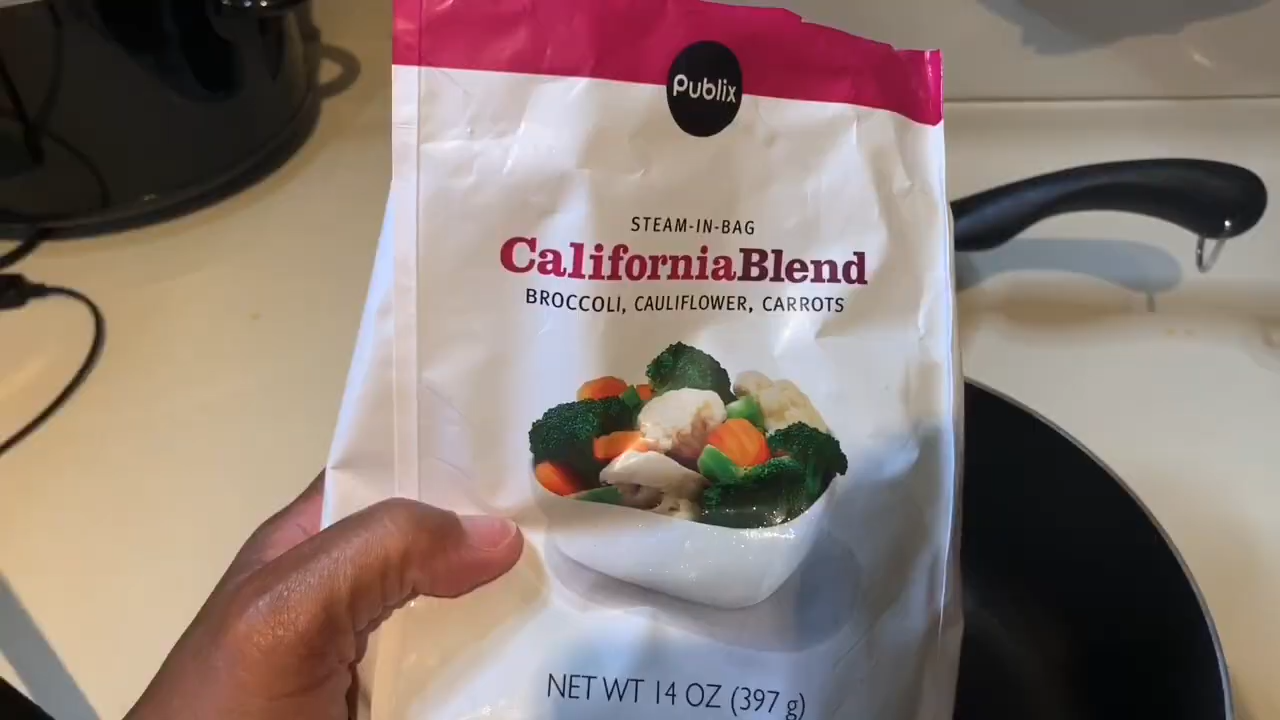 Publix
STEAM-IN-BAG
CaliforniaBlend
BROCCOLI, CAULIFLOWER, CARROTS
NET WT 14 OZ (397 g)